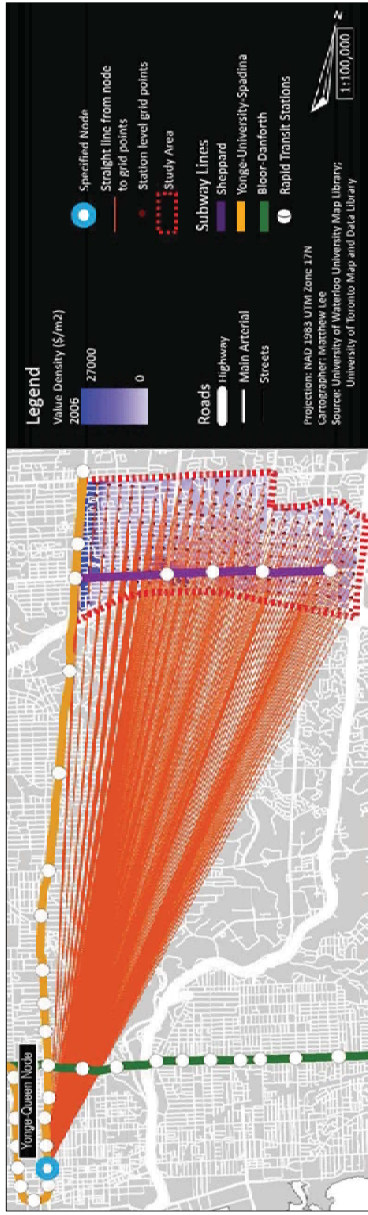 Legend
Value Density ($/m2)
2006
27000
0
Specified Node
Straight line from node
to grid points
Station level grid points
Study Area
Roads
Highway
Main Arterial
Streets
Subway Lines
Sheppard
Yonge-University-Spadina
Bloor-Danforth
Rapid Transit Stations
Projection: NAD 1983 UTM Zone 17N
Cartographer: Matthew Lee
Source: University of Waterloo University Map Library;
University of Toronto Map and Data Library
1:100,000
N
Yonge-Queen Node